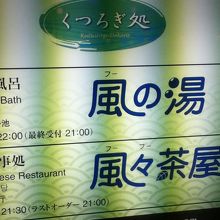 くつろぎ処
Kutsurogi-Dokoro
風呂
Bath
フー
風の湯
22:00 (最終受付 21:00)
事処
ese Restaurant
フー フー
風々茶屋
21:30 (ラストオーダー 21:00)